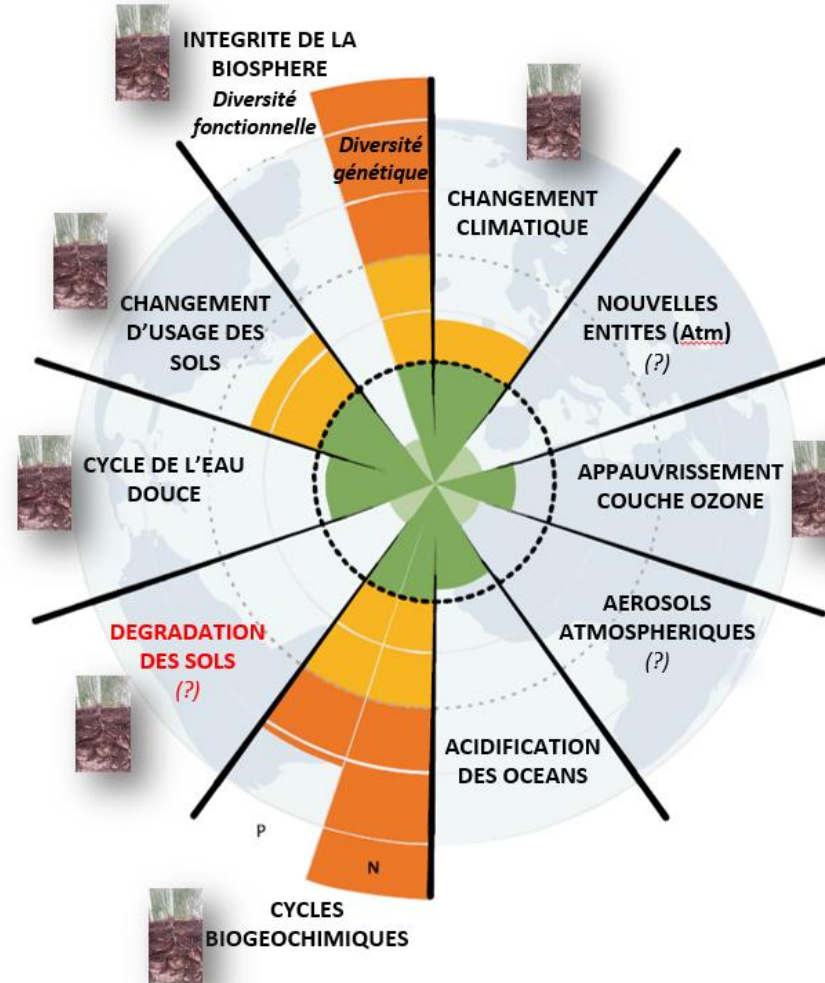 INTEGRITE DE LA
BIOSPHERE
Diversité
fonctionnelle
Diversité
génétique
CHANGEMENT
CLIMATIQUE
NOUVELLES
ENTITES (Atm)
(?)
APPAUVRISSEMENT
COUCHE OZONE
AEROSOLS
ATMOSPHERIQUES
(?)
ACIDIFICATION
DES OCEANS
CYCLES
BIOGEOCHIMIQUES
P
N
DEGRADATION
DES SOLS
(?)
CYCLE DE L’EAU
DOUCE
CHANGEMENT
D’USAGE DES
SOLS